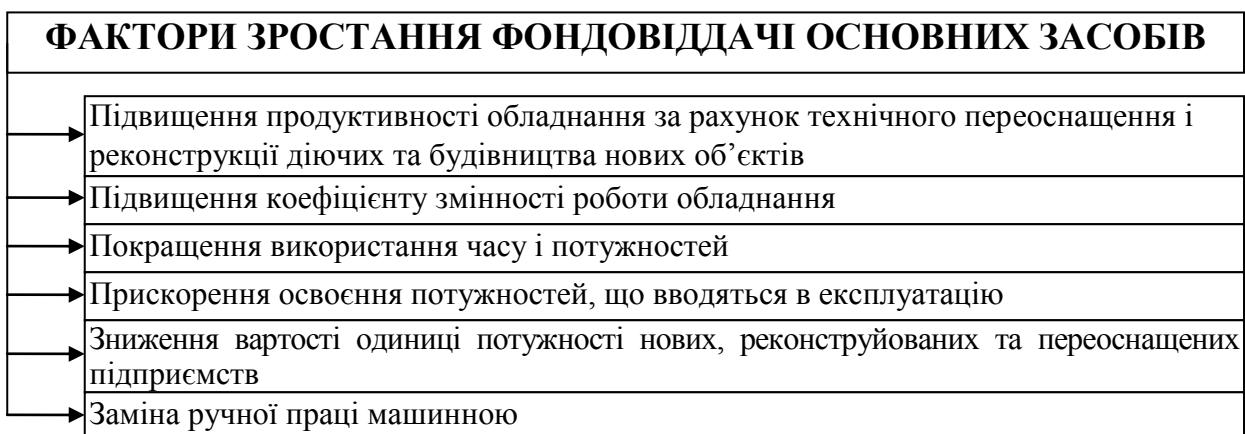 ФАКТОРИ ЗРОСТАННЯ ФОНДОВІДДАЧІ ОСНОВНИХ ЗАСОБІВ
Підвищення продуктивності обладнання за рахунок технічного переоснащення і
реконструкції діючих та будівництва нових об’єктів
Підвищення коефіцієнту змінності роботи обладнання
Покращення використання часу і потужностей
Прискорення освоєння потужностей, що вводяться в експлуатацію
Зниження вартості одиниці потужності нових, реконструйованих та переоснащених
підприємств
Заміна ручної праці машинною